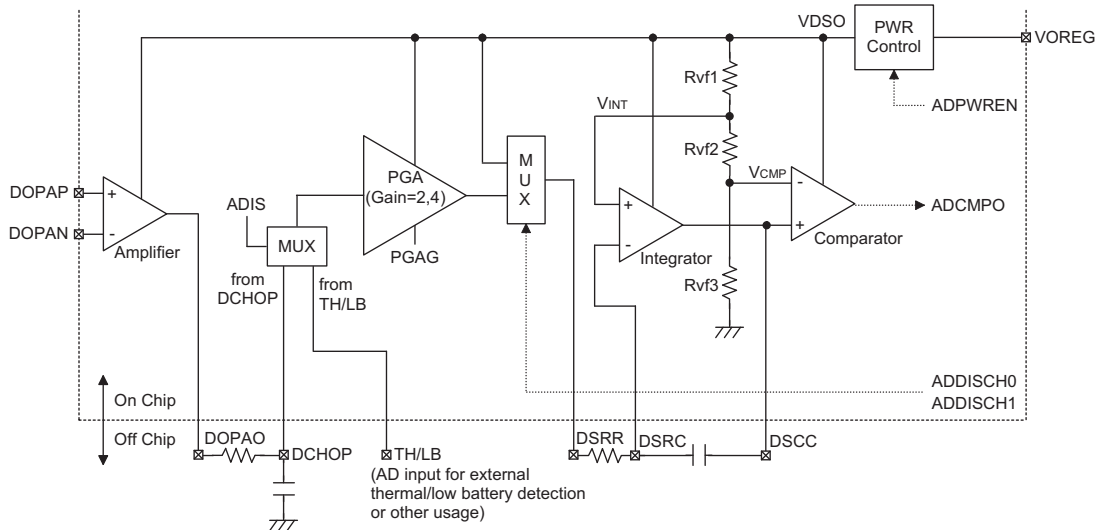 VDSO
PWR
Control
VOREG
ADPWREN
Rvf1
VINT
Rvf2
VCMP
-
+
Comparator
ADCMPO
DOPAP
DOPAN
+
-
Amplifier
ADIS
MUX
from
DCHOP
from
TH/LB
PGA
(Gain=2,4)
PGAG
M
U
X
+
-
Integrator
Rvf3
ADDISCH0
ADDISCH1
On Chip
Off Chip
DOPAO
DCHOP
TH/LB
(AD input for external
thermal/low battery detection
or other usage)
DSRR
DSRC
DSCC